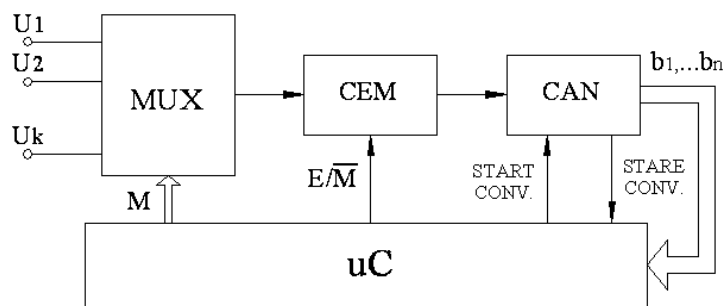 U1
U2
Uk
MUX
CEM
CAN
b1,...bn
M
E/M̅
START
CONV.
STARE
CONV.
uC